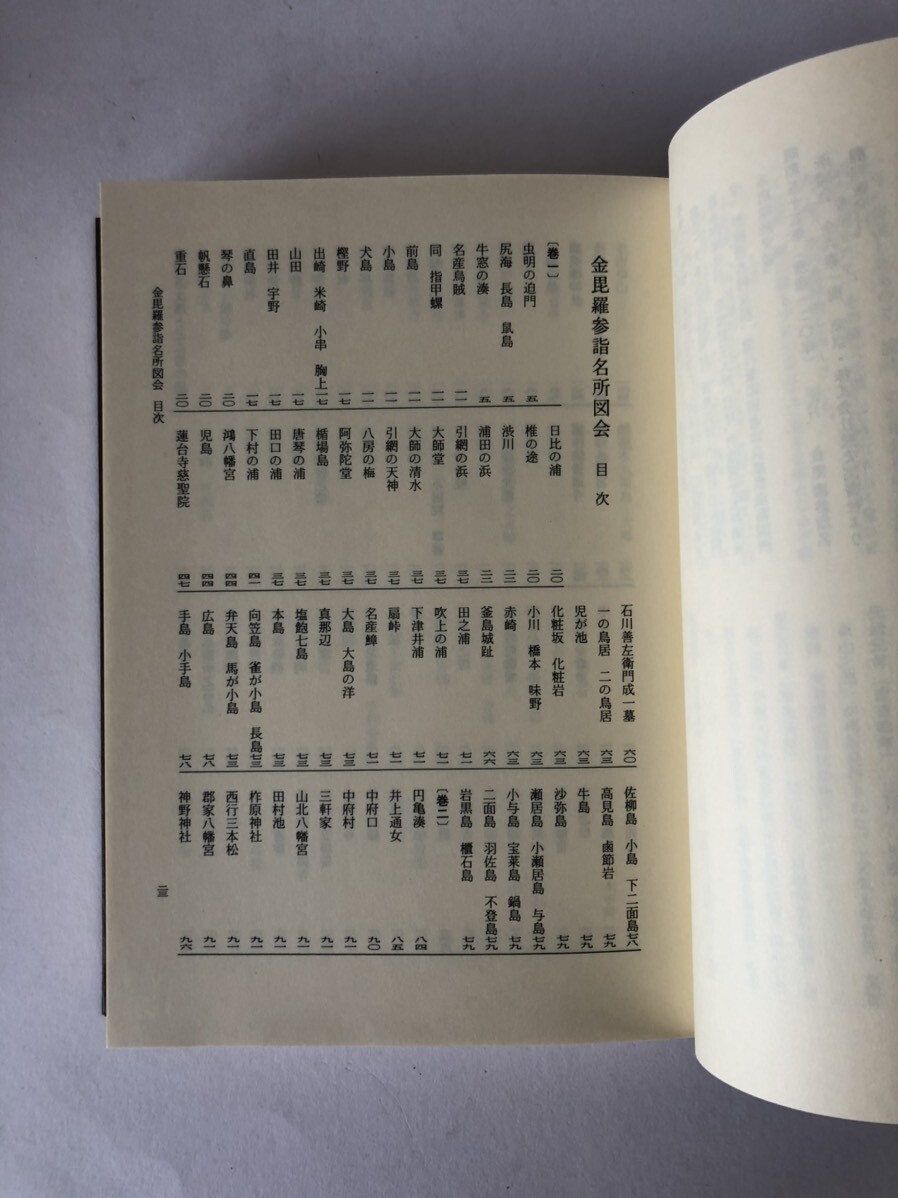 金毘羅参詣名所図会　目次
〔巻一〕
虫明の迫門　五
尻海　長島　鼠島　五
牛窓の湊　五
名産烏賊　一一
同　指甲螺　一一
前島　一一
小島　一一
犬島　一一
樫野　一七
出崎　米崎　小串　胸上　一七
山田　一七
田井　宇野　一七
直島　一七
琴の鼻　二〇
帆懸石　二〇
重石　二〇
日比の浦　二〇
椎の途　二〇
渋川　二二
浦田の浜　二二
引網の浜　三七
大師堂　三七
大師の清水　三七
引網の天神　三七
八房の梅　三七
阿弥陀堂　三七
楯場島　三七
唐琴の浦　三七
田口の浦　三七
下村の浦　四一
鴻八幡宮　四四
児島　四四
蓮台寺慈聖院　四七
石川善左衛門成一墓　六〇
一の鳥居　二の鳥居　六三
児が池　六三
化粧坂　化粧岩　六三
小川　橋本　味野　六三
赤崎　六三
釜島城趾　六六
田之浦　七一
吹上の浦　七一
下津井浦　七一
扇峠　七一
名産鱆　七一
大島　大島の洋　七三
真那辺　七三
塩飽七島　七三
本島　七三
向笠島　雀が小島　長島　七三
弁天島　馬が小島　七三
広島　七八
手島　小手島　七八
佐柳島　小島　下二面島　七八
高見島　歯節岩　七九
牛島　七九
沙弥島　七九
瀬居島　小瀬居島　与島　七九
小与島　宝莱島　鍋島　七九
二面島　羽佐島　不登島　七九
岩黒島　櫃石島　七九
〔巻二〕
円亀湊　八四
井上通女　八五
中府口　九〇
中府村　九一
三軒家　九一
山北八幡宮　九一
田村池　九一
柞原神社　九一
西行三本松　九一
郡家八幡宮　九一
神野神社　九六
金毘羅参詣名所図会　目次
二三